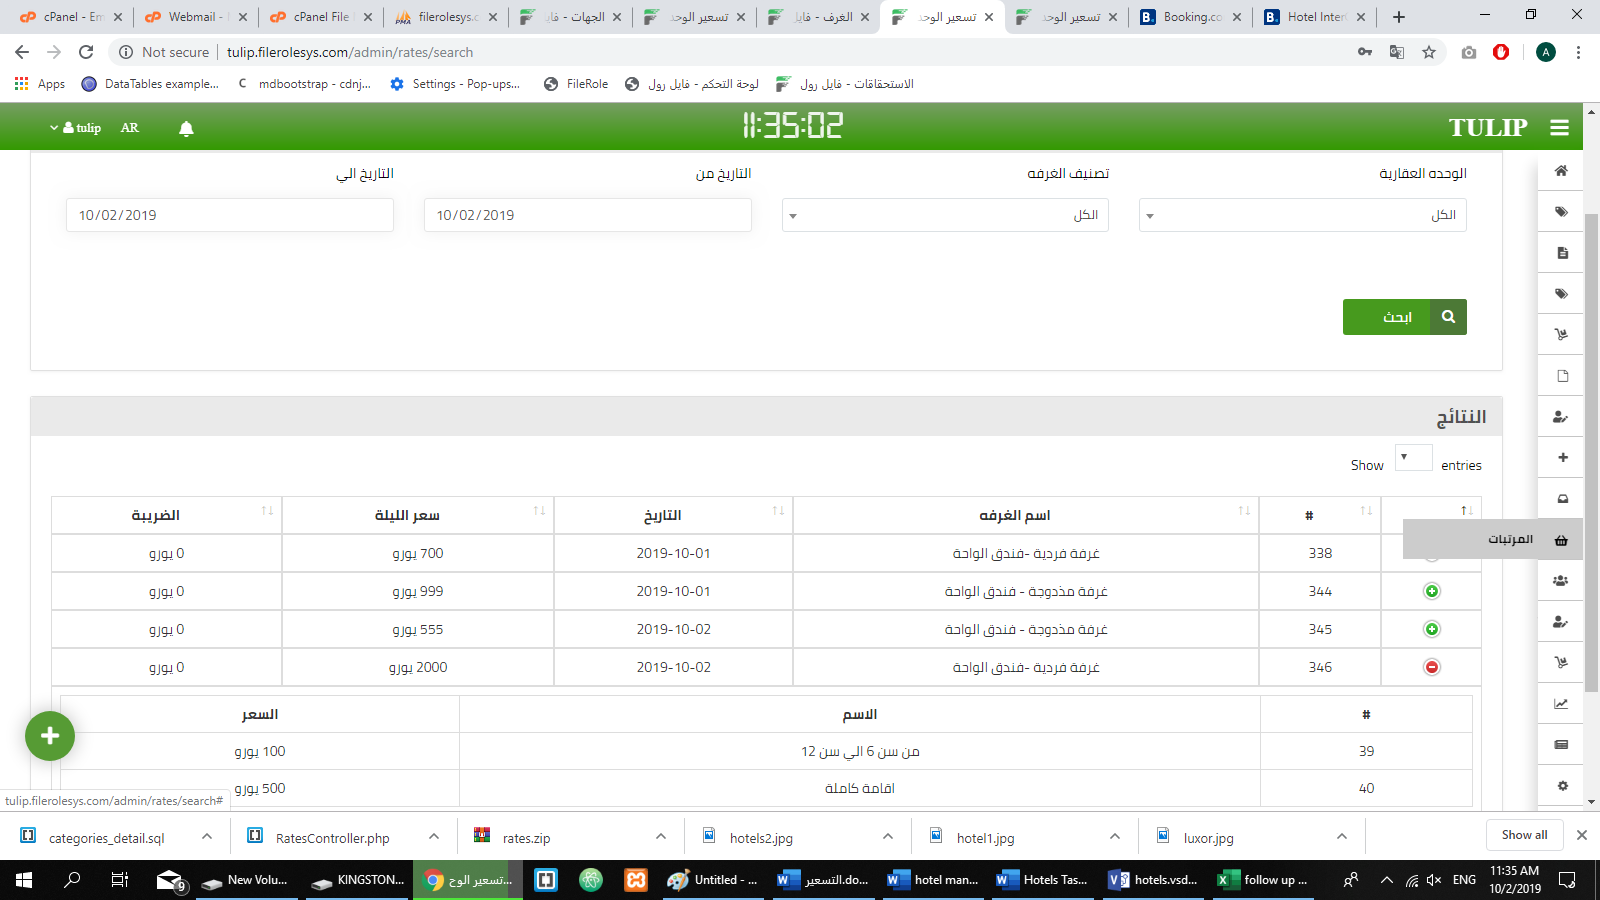 cPanel - Em
Webmail -
cPanel File
filerolesys.c
الجهات - فايل
تسعير الوحد
الغرف - فايل
تسعير الوحد
تسعير الوحد
Booking.co
Hotel Inter
Not secure
tulip.filerolesys.com/admin/rates/search
Apps
DataTables example...
mdbootstrap - cdnj...
Settings - Pop-ups...
FileRole
لوحة التحكم - فايل رول
الاستحقاقات - فايل رول
TULIP
11:35:02
AR
tulip
الوحده العقارية
تصنيف الغرفه
التاريخ من
التاريخ الي
الكل
الكل
10/02/2019
10/02/2019
ابحث
النتائج
Show entries
# اسم الغرفه التاريخ سعر الليلة الضريبة
338 غرفة فردية -فندق الواحة 2019-10-01 700 يورو 0 يورو
344 غرفة مذدوجة - فندق الواحة 2019-10-01 999 يورو 0 يورو
345 غرفة مذدوجة - فندق الواحة 2019-10-02 555 يورو 0 يورو
346 غرفة فردية -فندق الواحة 2019-10-02 2000 يورو 0 يورو
المرتبات
# الاسم السعر
39 من سن 6 الي سن 12 100 يورو
40 اقامة كاملة 500 يورو
tulip.filerolesys.com/admin/rates/search#
categories_detail.sql
RatesController.php
rates.zip
hotels2.jpg
hotel1.jpg
luxor.jpg
Show all
9
New Volu...
KINGSTON...
تسعير الوح...
Untitled - ...
التسعير.do...
hotel man...
Hotels Tas...
hotels.vsd...
follow up ...
ENG
11:35 AM
10/2/2019